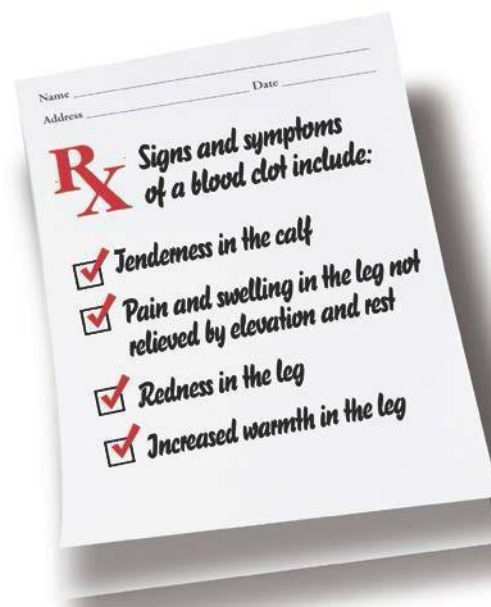 Name
Date
Address
Rx
Signs and symptoms
of a blood clot include:
Tenderness in the calf
Pain and swelling in the leg not
relieved by elevation and rest
Redness in the leg
Increased warmth in the leg